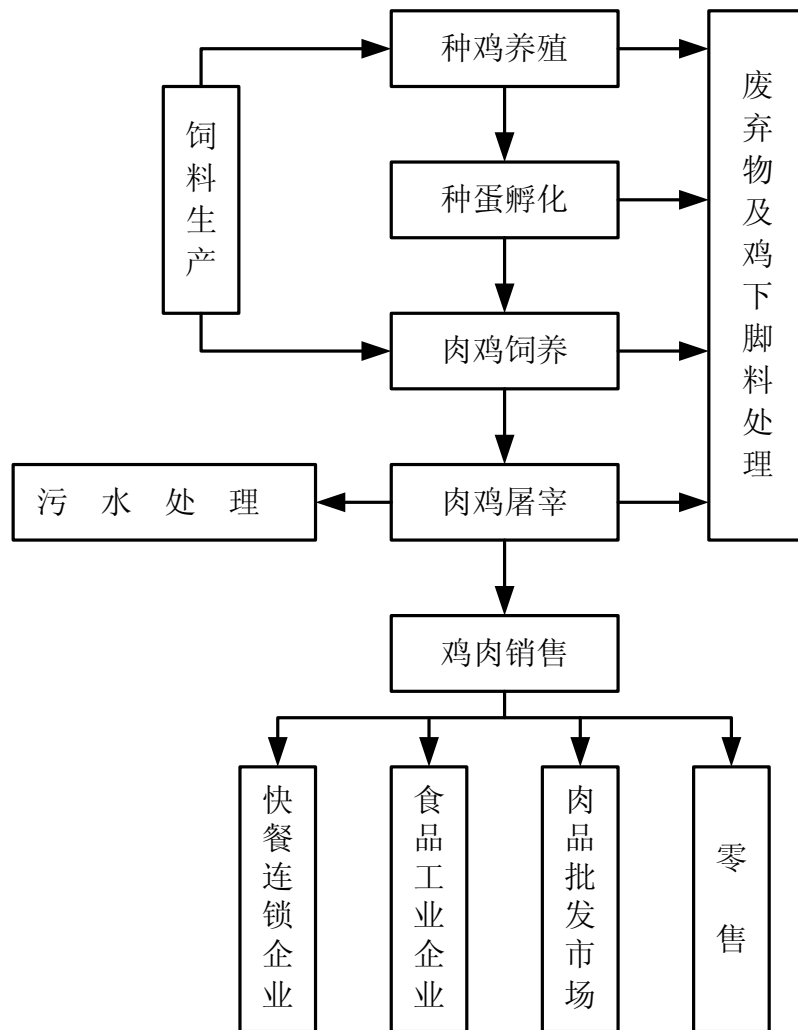 种鸡养殖
饲料生产
废弃物及鸡下脚料处理
种蛋孵化
肉鸡饲养
污水处理
肉鸡屠宰
鸡肉销售
快餐连锁企业
食品工业企业
肉品批发市场
零售